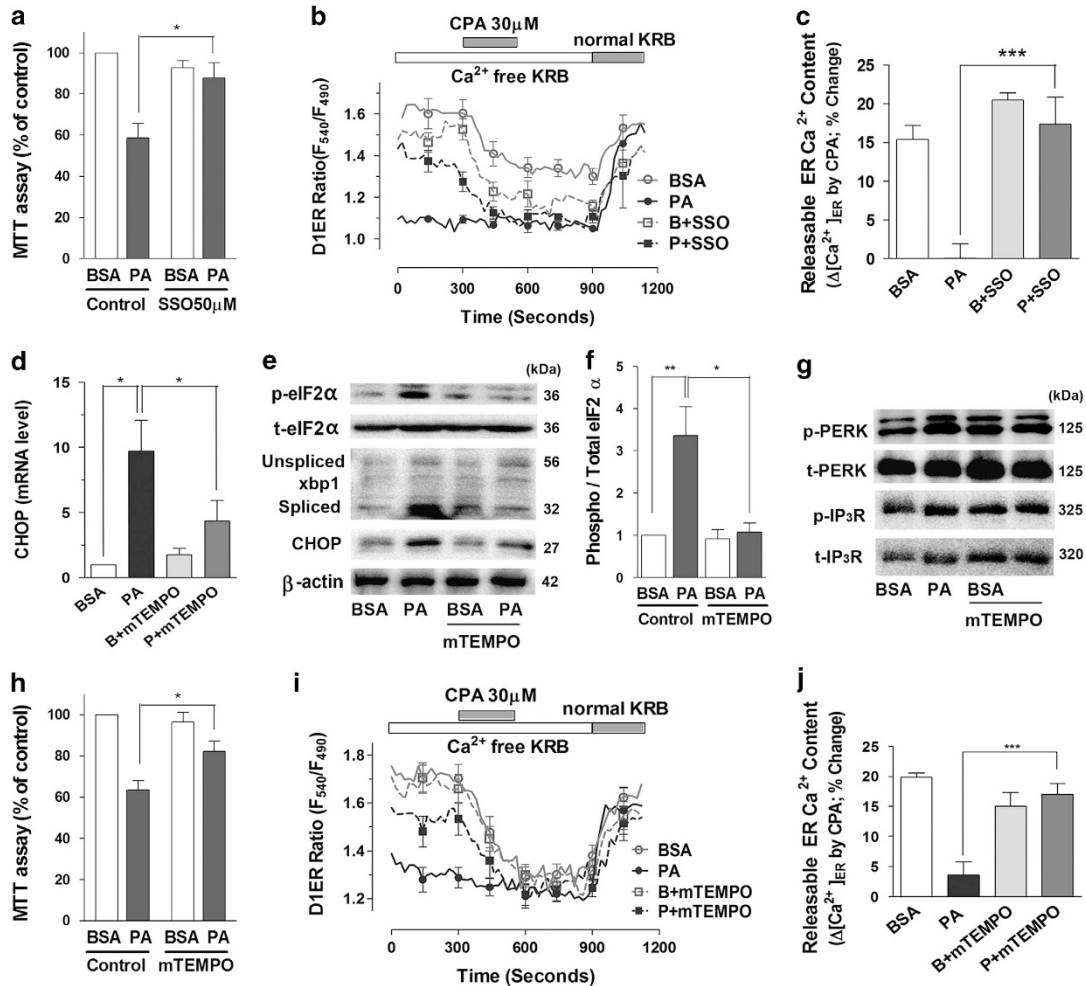 a
MTT assay (% of control)
100
80
60
40
20
0
*
BSA PA BSA PA
Control SSO50μM
b
CPA 30μM
normal KRB
Ca²⁺ free KRB
D1ER Ratio(F₅₄₀/F₄₉₀)
1.8
1.6
1.4
1.2
1.0
BSA
PA
B+SSO
P+SSO
0 300 600 900 1200
Time (Seconds)
c
Releasable ER Ca ²⁺ Content
(Δ[Ca²⁺ ]ER by CPA; % Change)
25
20
15
10
5
0
***
BSA PA B+SSO P+SSO
d
CHOP (mRNA level)
15
10
5
0
* *
BSA PA B+mTEMPO P+mTEMPO
e
(kDa)
p-eIF2α 36
t-eIF2α 36
Unspliced 56
xbp1
Spliced 32
CHOP 27
β-actin 42
BSA PA BSA PA
mTEMPO
f
Phospho / Total eIF2 α
5
4
3
2
1
0
** *
BSA PA BSA PA
Control mTEMPO
g
(kDa)
p-PERK 125
t-PERK 125
p-IP₃R 325
t-IP₃R 320
BSA PA BSA
mTEMPO
h
MTT assay (% of control)
100
80
60
40
20
0
*
BSA PA BSA PA
Control mTEMPO
i
CPA 30μM
normal KRB
Ca²⁺ free KRB
D1ER Ratio (F₅₄₀/F₄₉₀)
1.8
1.6
1.4
1.2
BSA
PA
B+mTEMPO
P+mTEMPO
0 300 600 900 1200
Time (Seconds)
j
Releasable ER Ca ²⁺ Content
(Δ[Ca²⁺ ]ER by CPA; % Change)
25
20
15
10
5
0
***
BSA PA B+mTEMPO P+mTEMPO